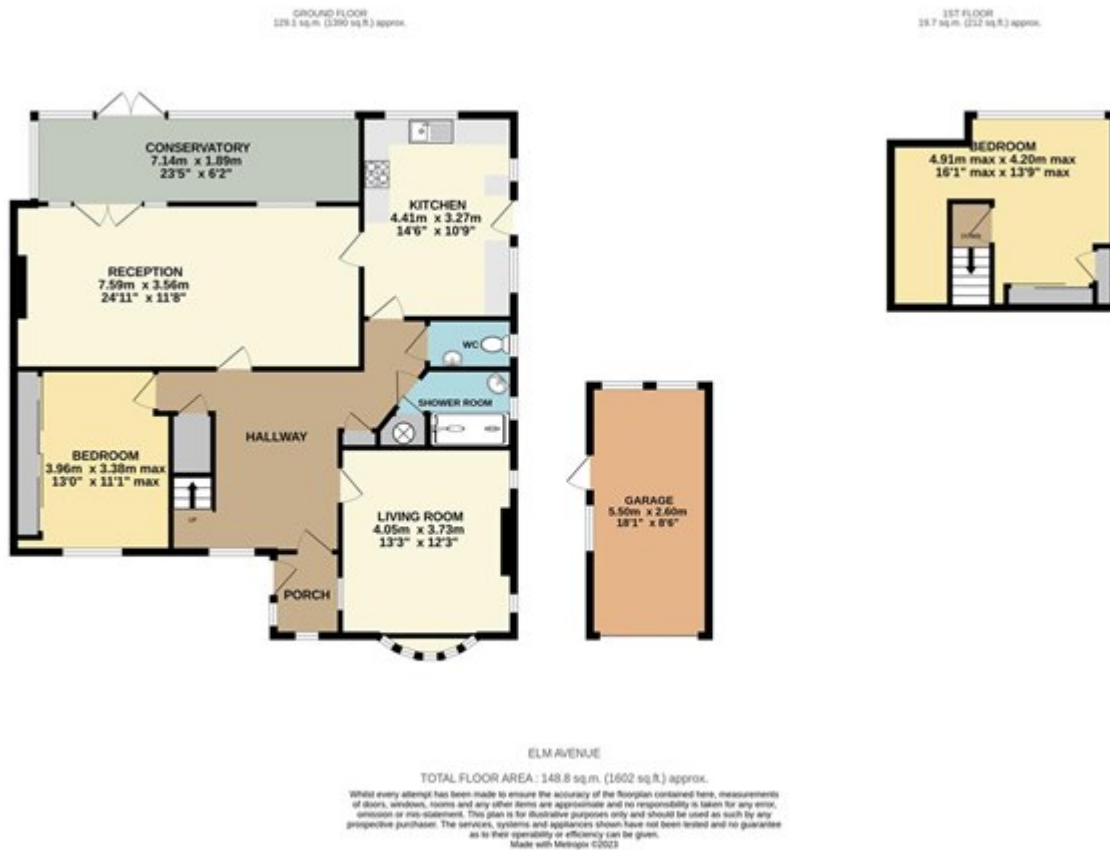 GROUND FLOOR
129.1 sq.m. (1390 sq.ft.) approx.
1ST FLOOR
19.7 sq.m. (212 sq.ft.) approx.
CONSERVATORY
7.14m x 1.89m
23'5" x 6'2"
KITCHEN
4.41m x 3.27m
14'6" x 10'9"
RECEPTION
7.59m x 3.56m
24'11" x 11'8"
WC
SHOWER ROOM
HALLWAY
BEDROOM
3.96m x 3.38m max
13'0" x 11'1" max
UP
LIVING ROOM
4.05m x 3.73m
13'3" x 12'3"
PORCH
GARAGE
5.50m x 2.60m
18'1" x 8'6"
BEDROOM
4.91m max x 4.20m max
16'1" max x 13'9" max
DOWN
ELM AVENUE
TOTAL FLOOR AREA : 148.8 sq.m. (1602 sq.ft.) approx.
Whilst every attempt has been made to ensure the accuracy of the floorplan contained here, measurements
of doors, windows, rooms and any other items are approximate and no responsibility is taken for any error,
omission or mis-statement. This plan is for illustrative purposes only and should be used as such by any
prospective purchaser. The services, systems and appliances shown have not been tested and no guarantee
as to their operability or efficiency can be given.
Made with Metropix ©2023